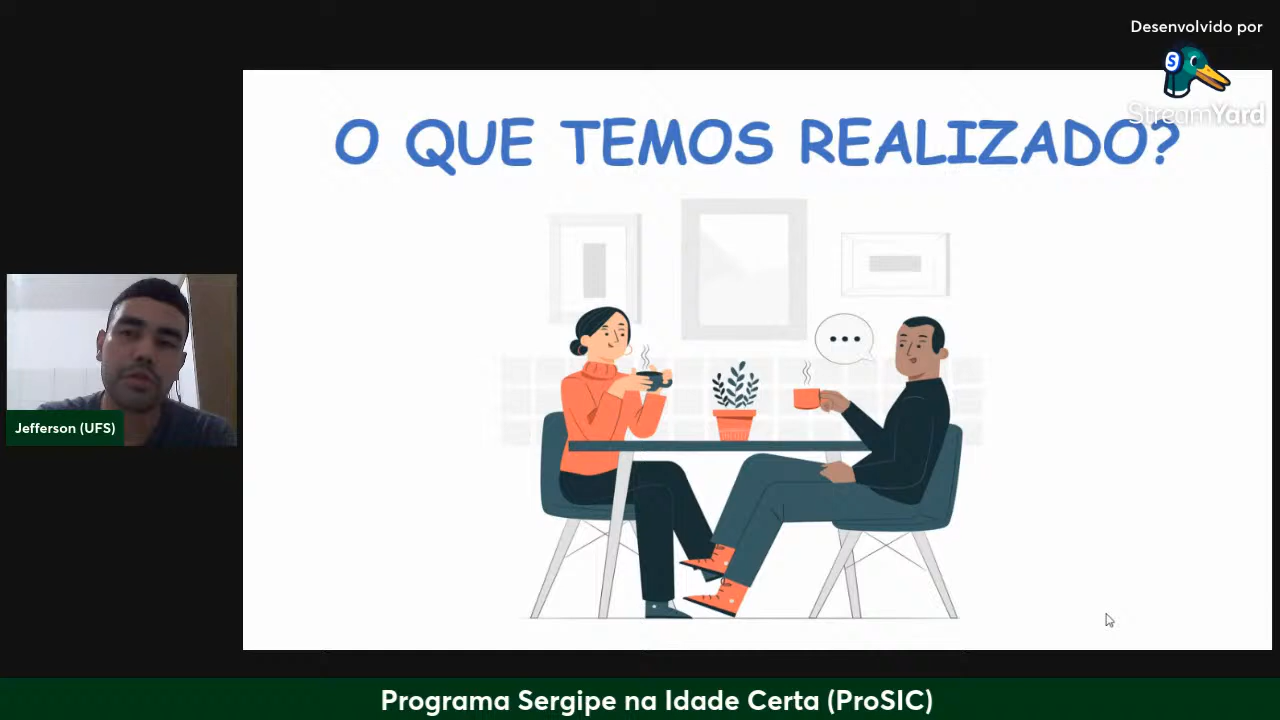 Desenvolvido por
S
StreamYard
O QUE TEMOS REALIZADO?
Jefferson (UFS)
Programa Sergipe na Idade Certa (ProSIC)